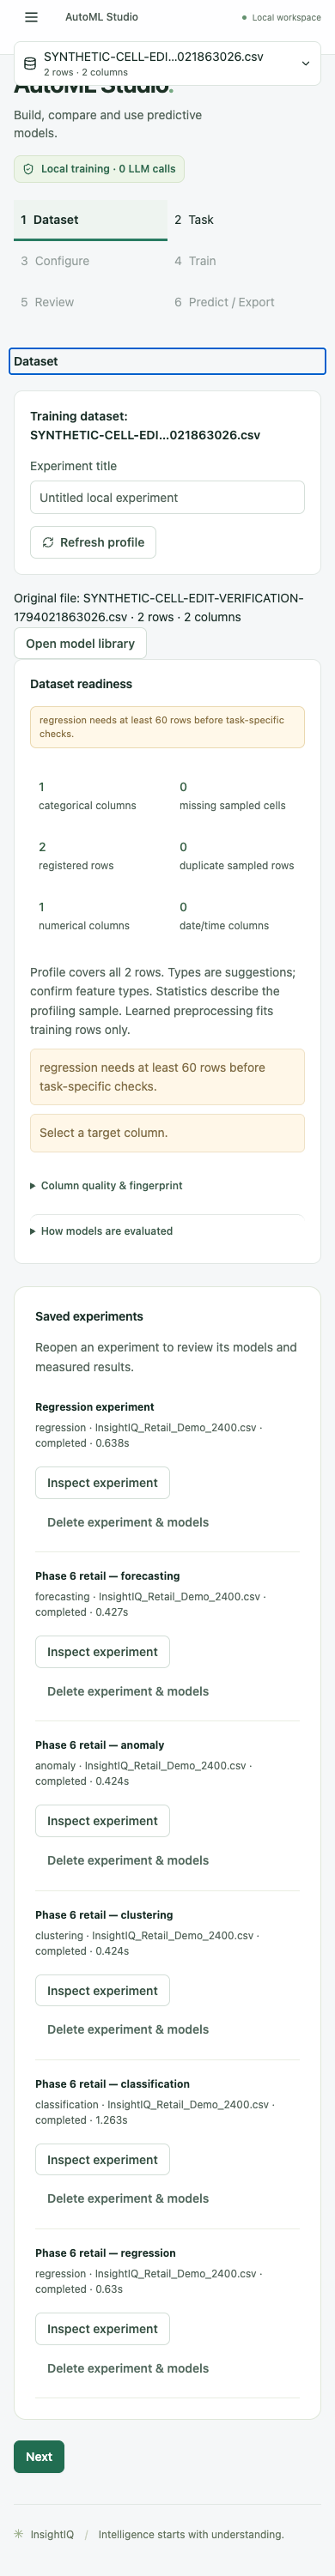 AutoML Studio
Local workspace
SYNTHETIC-CELL-EDI...021863026.csv
2 rows · 2 columns
AutoML Studio.
Build, compare and use predictive
models.
Local training · 0 LLM calls
1 Dataset
2 Task
3 Configure
4 Train
5 Review
6 Predict / Export
Dataset
Training dataset:
SYNTHETIC-CELL-EDI...021863026.csv
Experiment title
Untitled local experiment
Refresh profile
Original file: SYNTHETIC-CELL-EDIT-VERIFICATION-
1794021863026.csv · 2 rows · 2 columns
Open model library
Dataset readiness
regression needs at least 60 rows before task-specific
checks.
1
categorical columns
0
missing sampled cells
2
registered rows
0
duplicate sampled rows
1
numerical columns
0
date/time columns
Profile covers all 2 rows. Types are suggestions;
confirm feature types. Statistics describe the
profiling sample. Learned preprocessing fits
training rows only.
regression needs at least 60 rows before
task-specific checks.
Select a target column.
Column quality & fingerprint
How models are evaluated
Saved experiments
Reopen an experiment to review its models and
measured results.
Regression experiment
regression · InsightIQ_Retail_Demo_2400.csv ·
completed · 0.638s
Inspect experiment
Delete experiment & models
Phase 6 retail — forecasting
forecasting · InsightIQ_Retail_Demo_2400.csv ·
completed · 0.427s
Inspect experiment
Delete experiment & models
Phase 6 retail — anomaly
anomaly · InsightIQ_Retail_Demo_2400.csv ·
completed · 0.424s
Inspect experiment
Delete experiment & models
Phase 6 retail — clustering
clustering · InsightIQ_Retail_Demo_2400.csv ·
completed · 0.424s
Inspect experiment
Delete experiment & models
Phase 6 retail — classification
classification · InsightIQ_Retail_Demo_2400.csv ·
completed · 1.263s
Inspect experiment
Delete experiment & models
Phase 6 retail — regression
regression · InsightIQ_Retail_Demo_2400.csv ·
completed · 0.63s
Inspect experiment
Delete experiment & models
Next
InsightIQ / Intelligence starts with understanding.